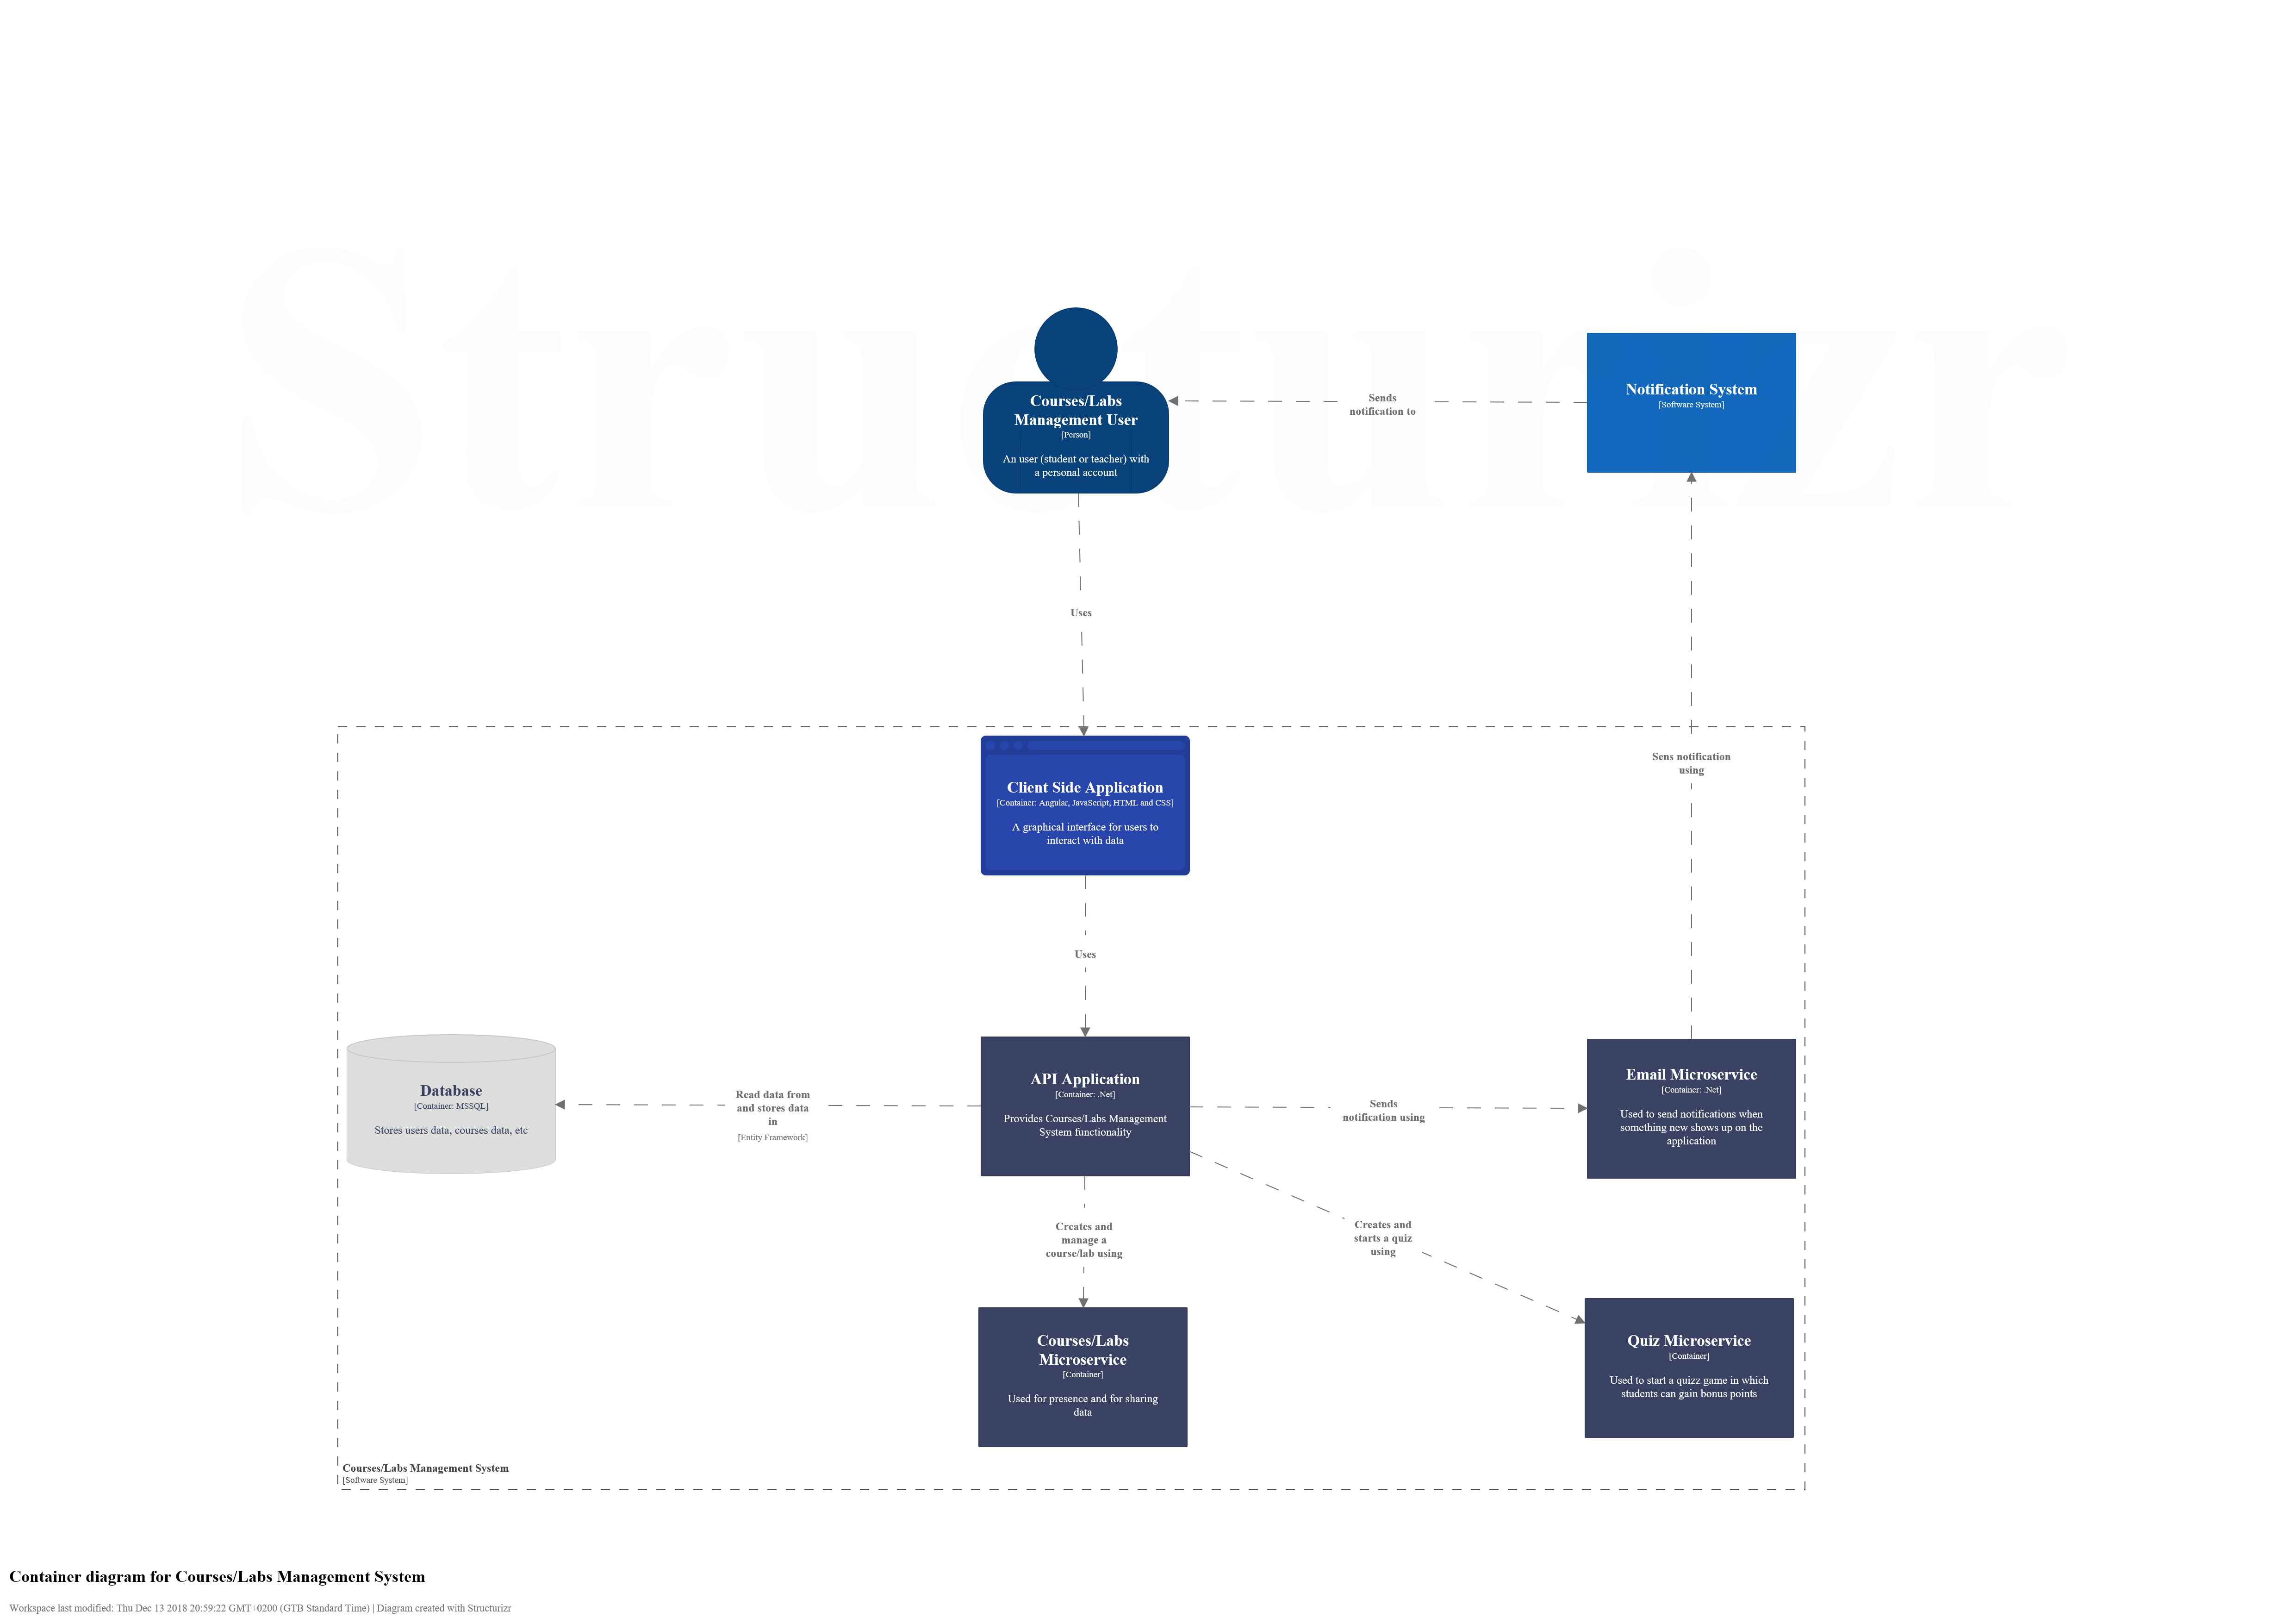 Structurizr
Courses/Labs
Management User
[Person]
An user (student or teacher) with
a personal account
Sends
notification to
Notification System
[Software System]
Uses
Sens notification
using
Client Side Application
[Container: Angular, JavaScript, HTML and CSS]
A graphical interface for users to
interact with data
Uses
Database
[Container: MSSQL]
Stores users data, courses data, etc
Read data from
and stores data
in
[Entity Framework]
API Application
[Container: .Net]
Provides Courses/Labs Management
System functionality
Sends
notification using
Email Microservice
[Container: .Net]
Used to send notifications when
something new shows up on the
application
Creates and
manage a
course/lab using
Creates and
starts a quiz
using
Courses/Labs
Microservice
[Container]
Used for presence and for sharing
data
Quiz Microservice
[Container]
Used to start a quizz game in which
students can gain bonus points
Courses/Labs Management System
[Software System]
Container diagram for Courses/Labs Management System
Workspace last modified: Thu Dec 13 2018 20:59:22 GMT+0200 (GTB Standard Time) | Diagram created with Structurizr